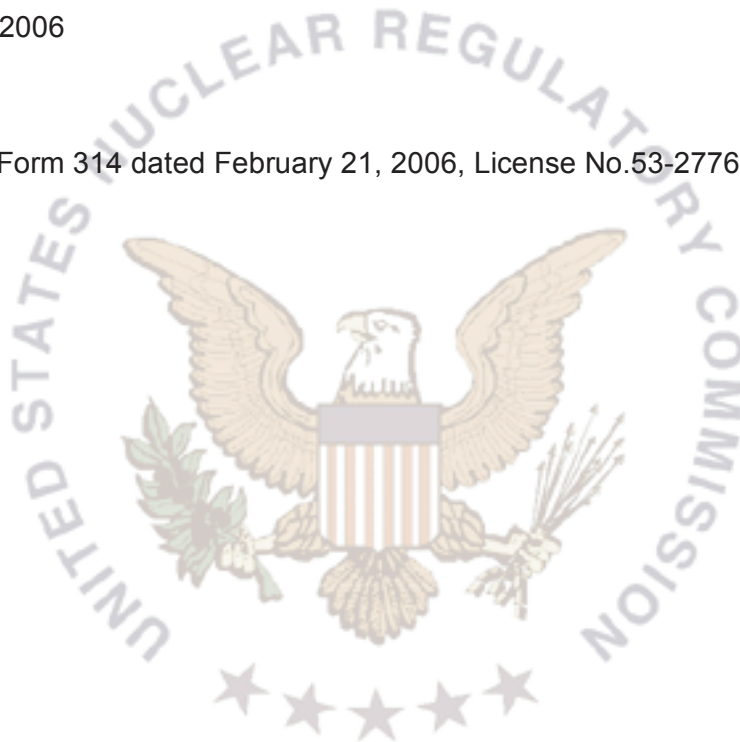 2006
UNITED STATES NUCLEAR REGULATORY COMMISSION
Form 314 dated February 21, 2006, License No.53-2776